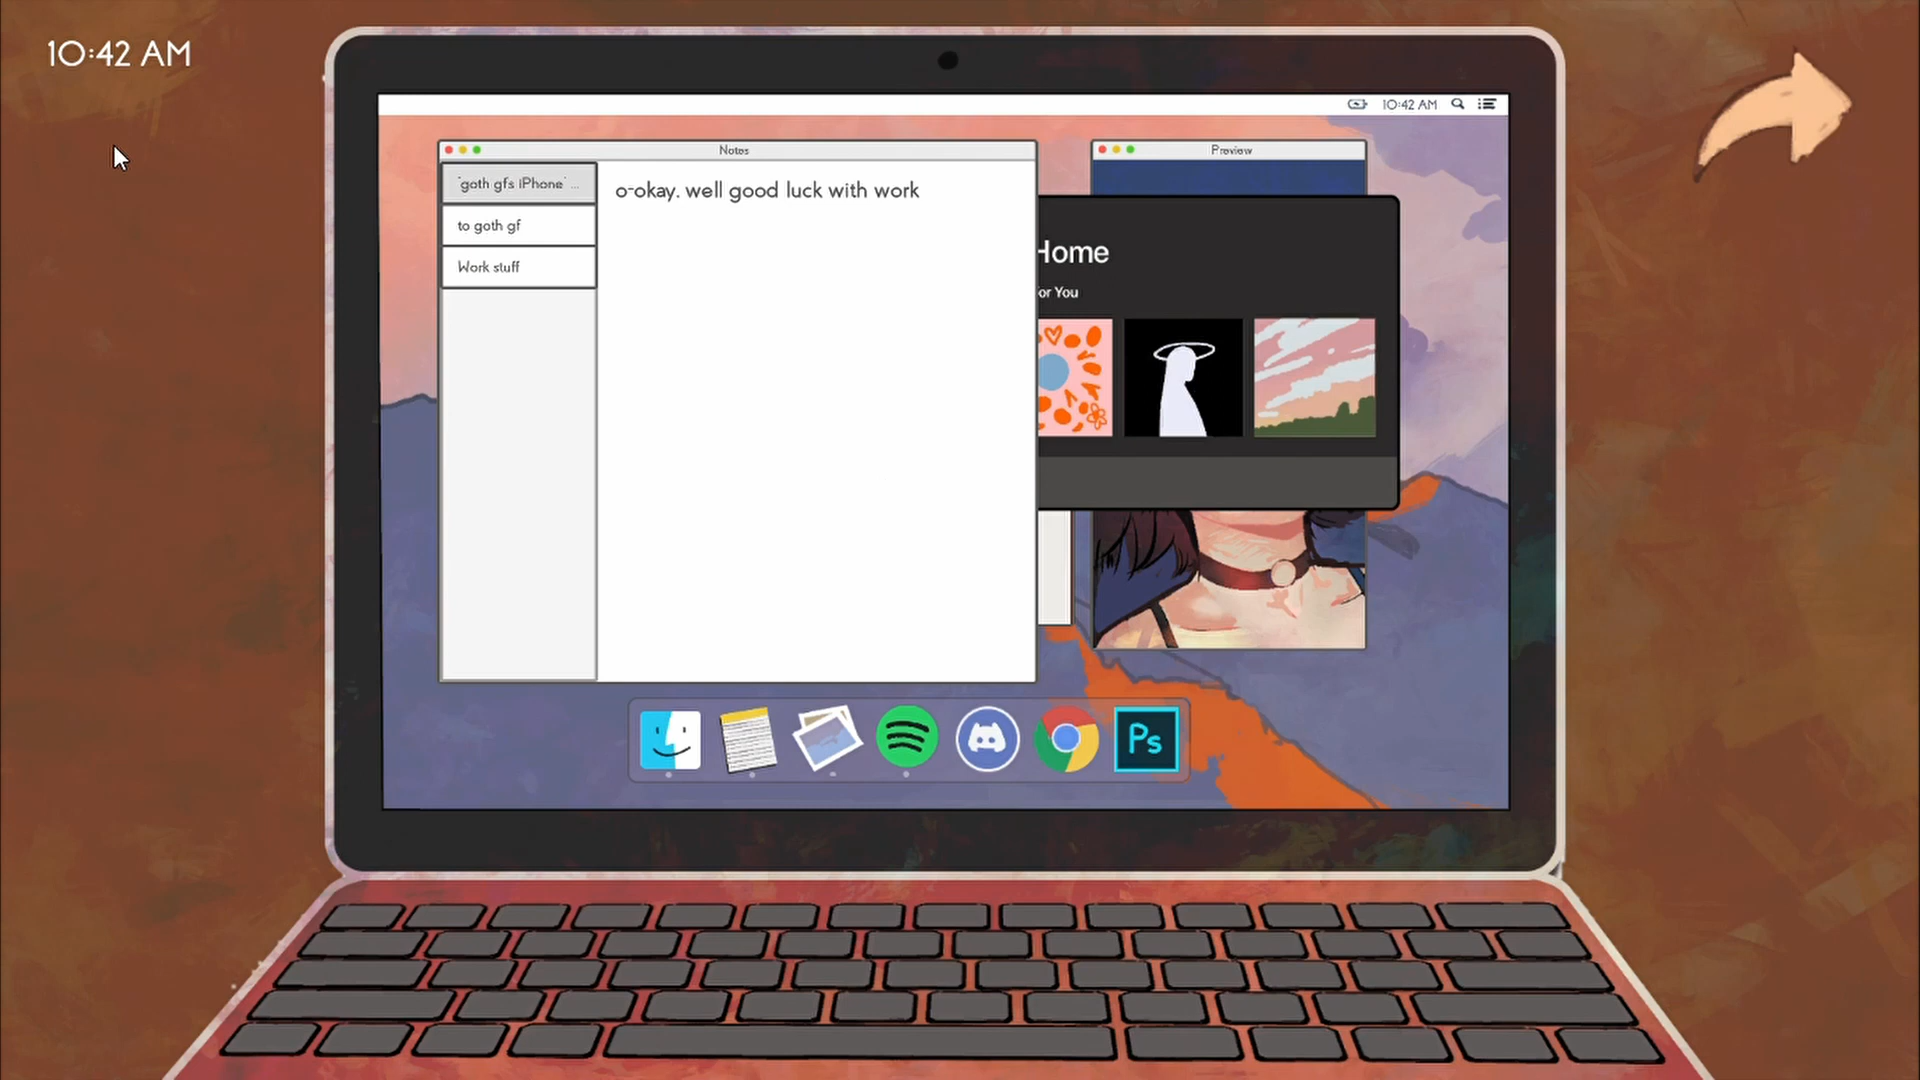 10:42 AM
10:42 AM
Notes
Preview
'goth gfs iPhone' ...
o-okay. well good luck with work
to goth gf
Work stuff
Home
or You
Ps